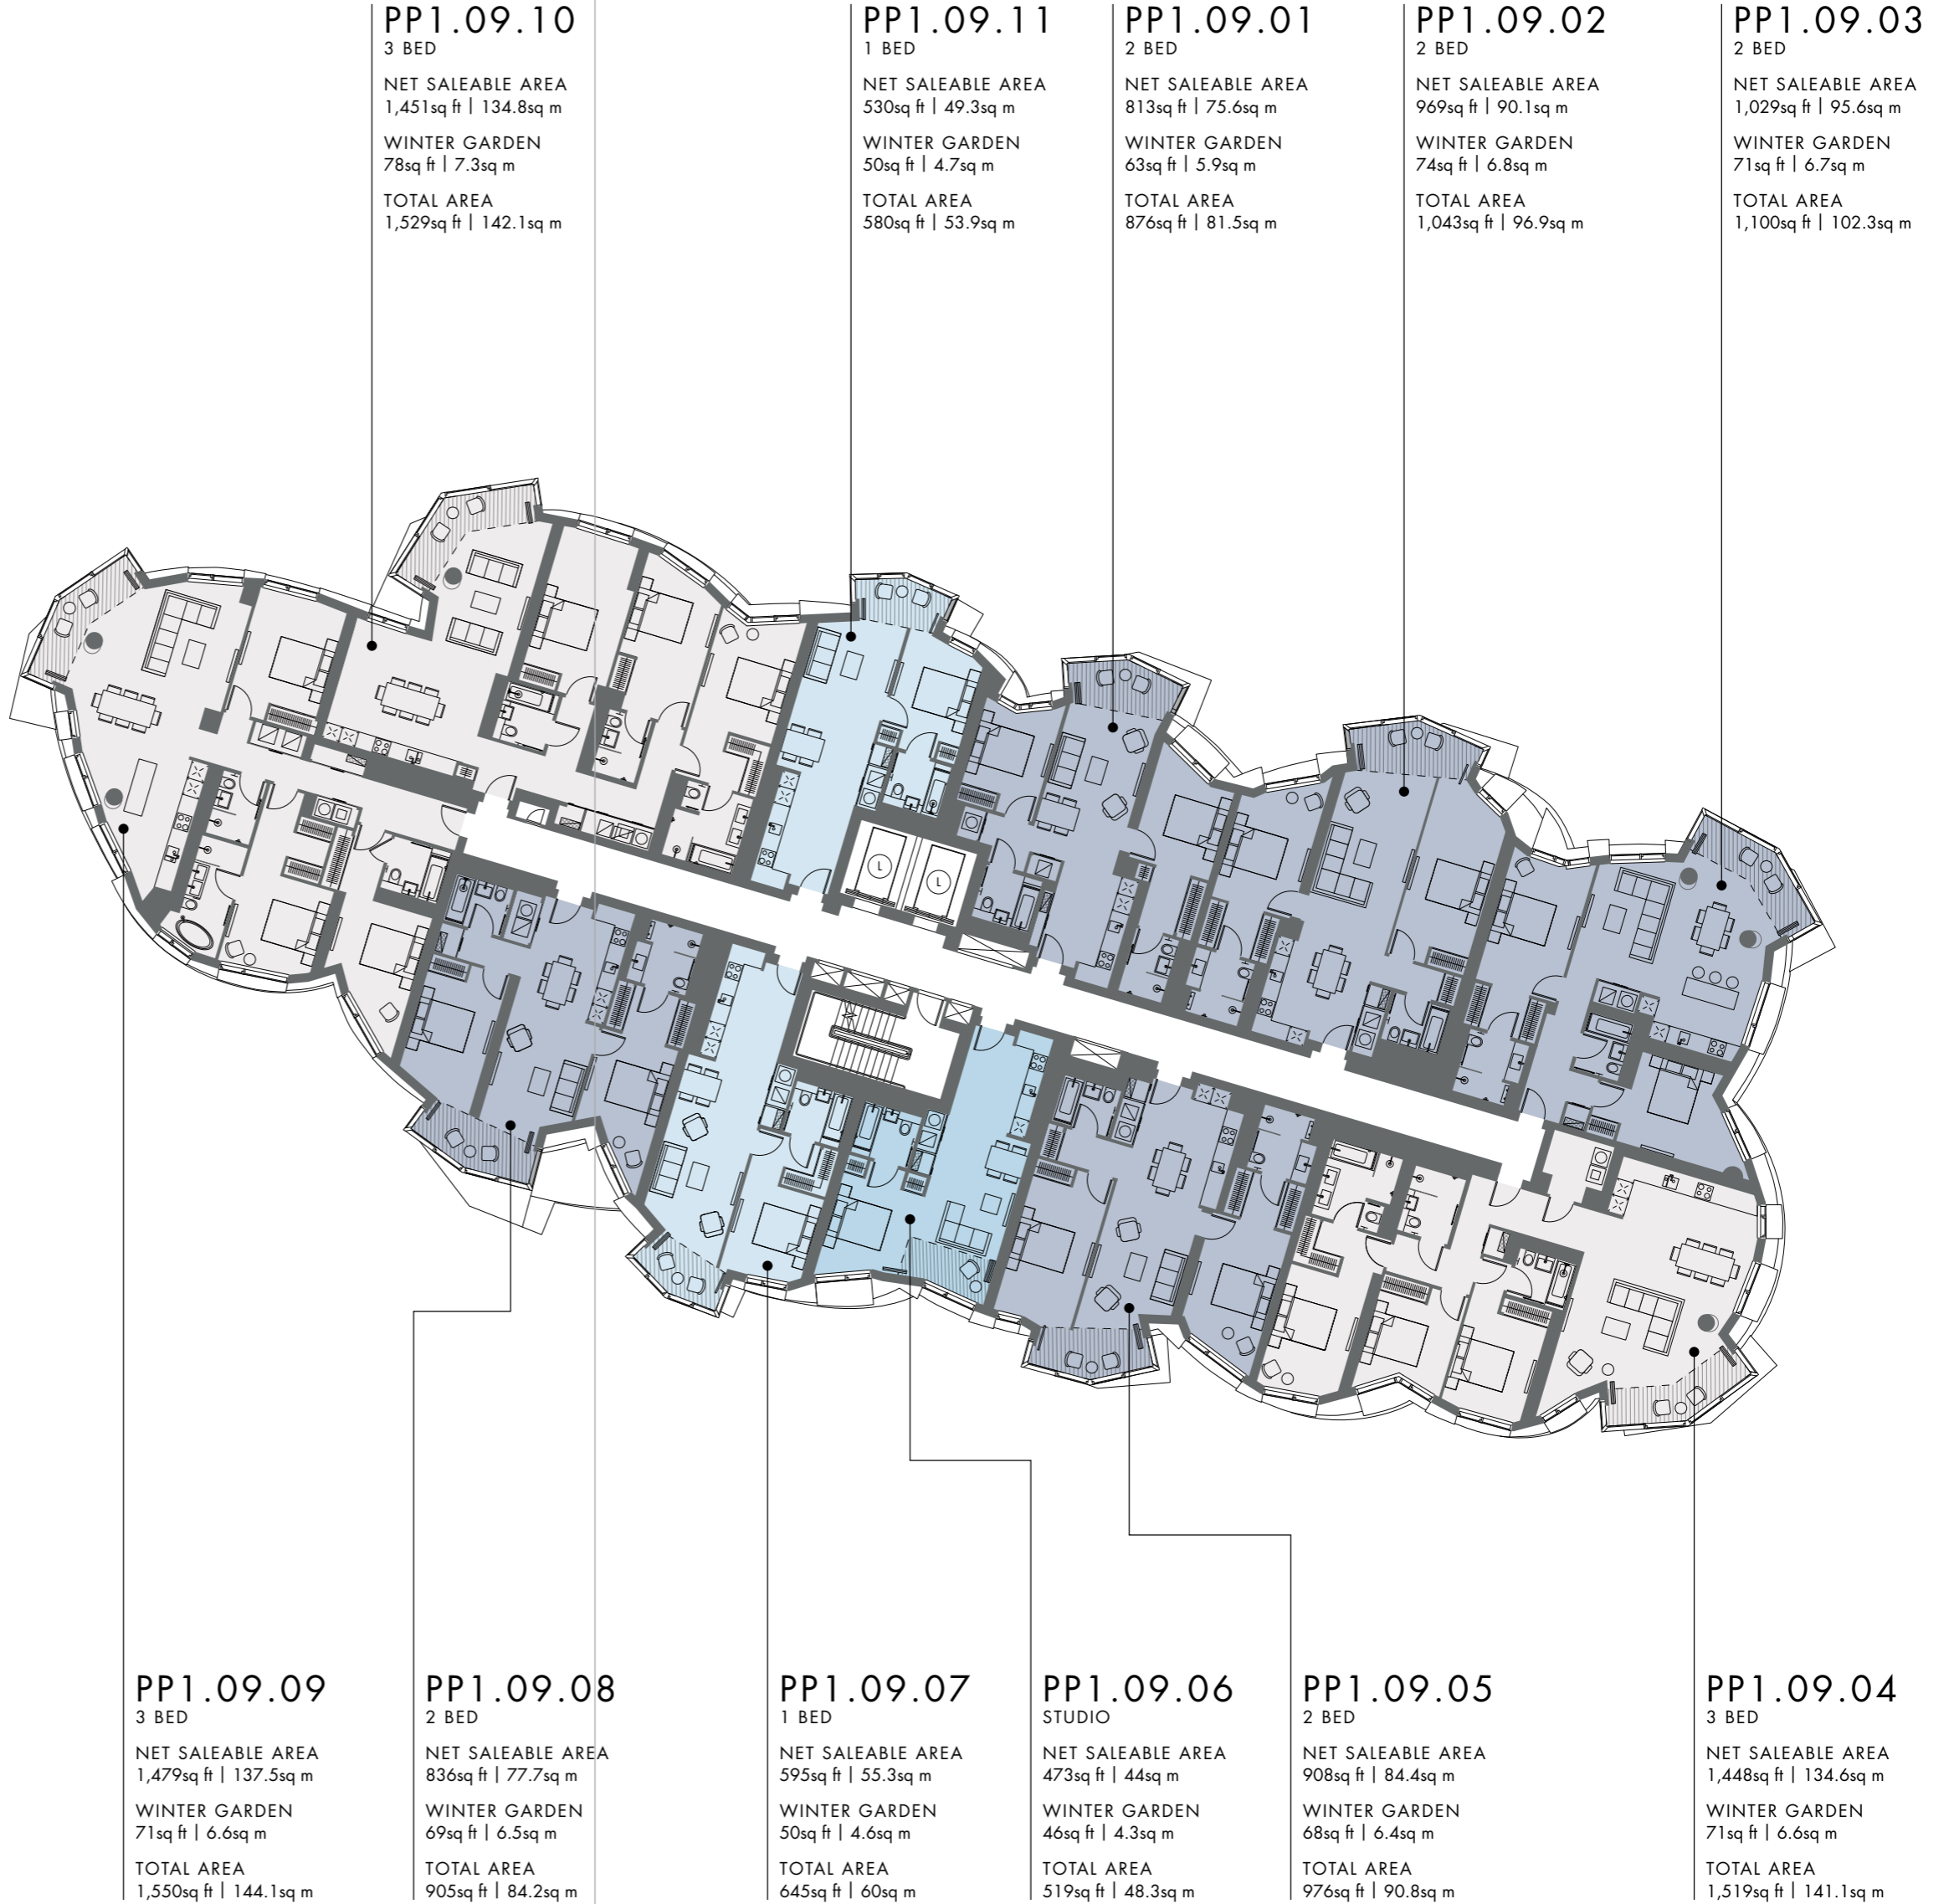 PP1.09.10
3 BED
NET SALEABLE AREA
1,451sq ft | 134.8sq m
WINTER GARDEN
78sq ft | 7.3sq m
TOTAL AREA
1,529sq ft | 142.1sq m
PP1.09.11
1 BED
NET SALEABLE AREA
530sq ft | 49.3sq m
WINTER GARDEN
50sq ft | 4.7sq m
TOTAL AREA
580sq ft | 53.9sq m
PP1.09.01
2 BED
NET SALEABLE AREA
813sq ft | 75.6sq m
WINTER GARDEN
63sq ft | 5.9sq m
TOTAL AREA
876sq ft | 81.5sq m
PP1.09.02
2 BED
NET SALEABLE AREA
969sq ft | 90.1sq m
WINTER GARDEN
74sq ft | 6.8sq m
TOTAL AREA
1,043sq ft | 96.9sq m
PP1.09.03
2 BED
NET SALEABLE AREA
1,029sq ft | 95.6sq m
WINTER GARDEN
71sq ft | 6.7sq m
TOTAL AREA
1,100sq ft | 102.3sq m
L
L
PP1.09.09
3 BED
NET SALEABLE AREA
1,479sq ft | 137.5sq m
WINTER GARDEN
71sq ft | 6.6sq m
TOTAL AREA
1,550sq ft | 144.1sq m
PP1.09.08
2 BED
NET SALEABLE AREA
836sq ft | 77.7sq m
WINTER GARDEN
69sq ft | 6.5sq m
TOTAL AREA
905sq ft | 84.2sq m
PP1.09.07
1 BED
NET SALEABLE AREA
595sq ft | 55.3sq m
WINTER GARDEN
50sq ft | 4.6sq m
TOTAL AREA
645sq ft | 60sq m
PP1.09.06
STUDIO
NET SALEABLE AREA
473sq ft | 44sq m
WINTER GARDEN
46sq ft | 4.3sq m
TOTAL AREA
519sq ft | 48.3sq m
PP1.09.05
2 BED
NET SALEABLE AREA
908sq ft | 84.4sq m
WINTER GARDEN
68sq ft | 6.4sq m
TOTAL AREA
976sq ft | 90.8sq m
PP1.09.04
3 BED
NET SALEABLE AREA
1,448sq ft | 134.6sq m
WINTER GARDEN
71sq ft | 6.6sq m
TOTAL AREA
1,519sq ft | 141.1sq m